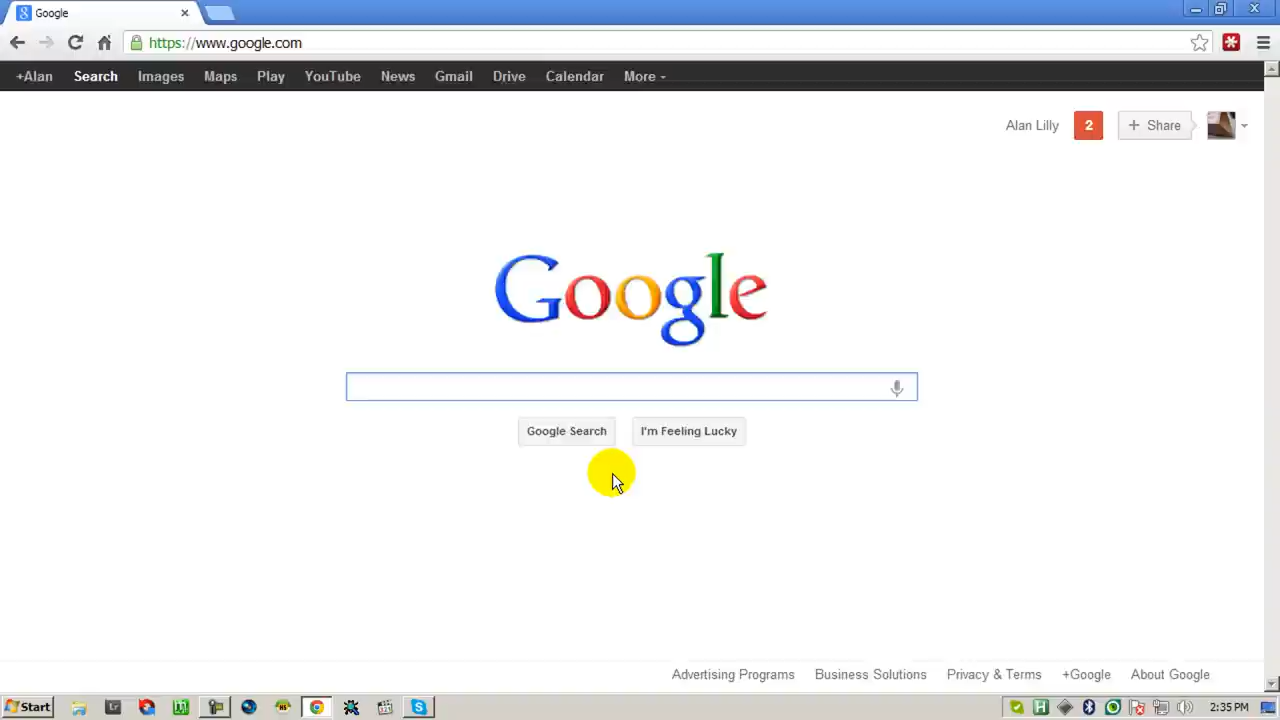 Google
https://www.google.com
+Alan Search Images Maps Play YouTube News Gmail Drive Calendar More
Alan Lilly 2 + Share
Google
Google Search I'm Feeling Lucky
Advertising Programs Business Solutions Privacy & Terms +Google About Google
Start 2:35 PM